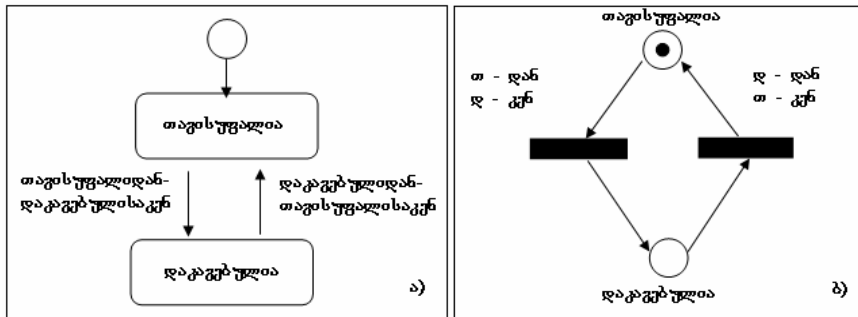 თავისუფალია
თავისუფალიდან-
დაკავებულისაკენ
დაკავებულიდან-
თავისუფალისაკენ
დაკავებულია
ა)
თავისუფალია
თ - დან
დ - კენ
დ - დან
თ - კენ
დაკავებულია
ბ)